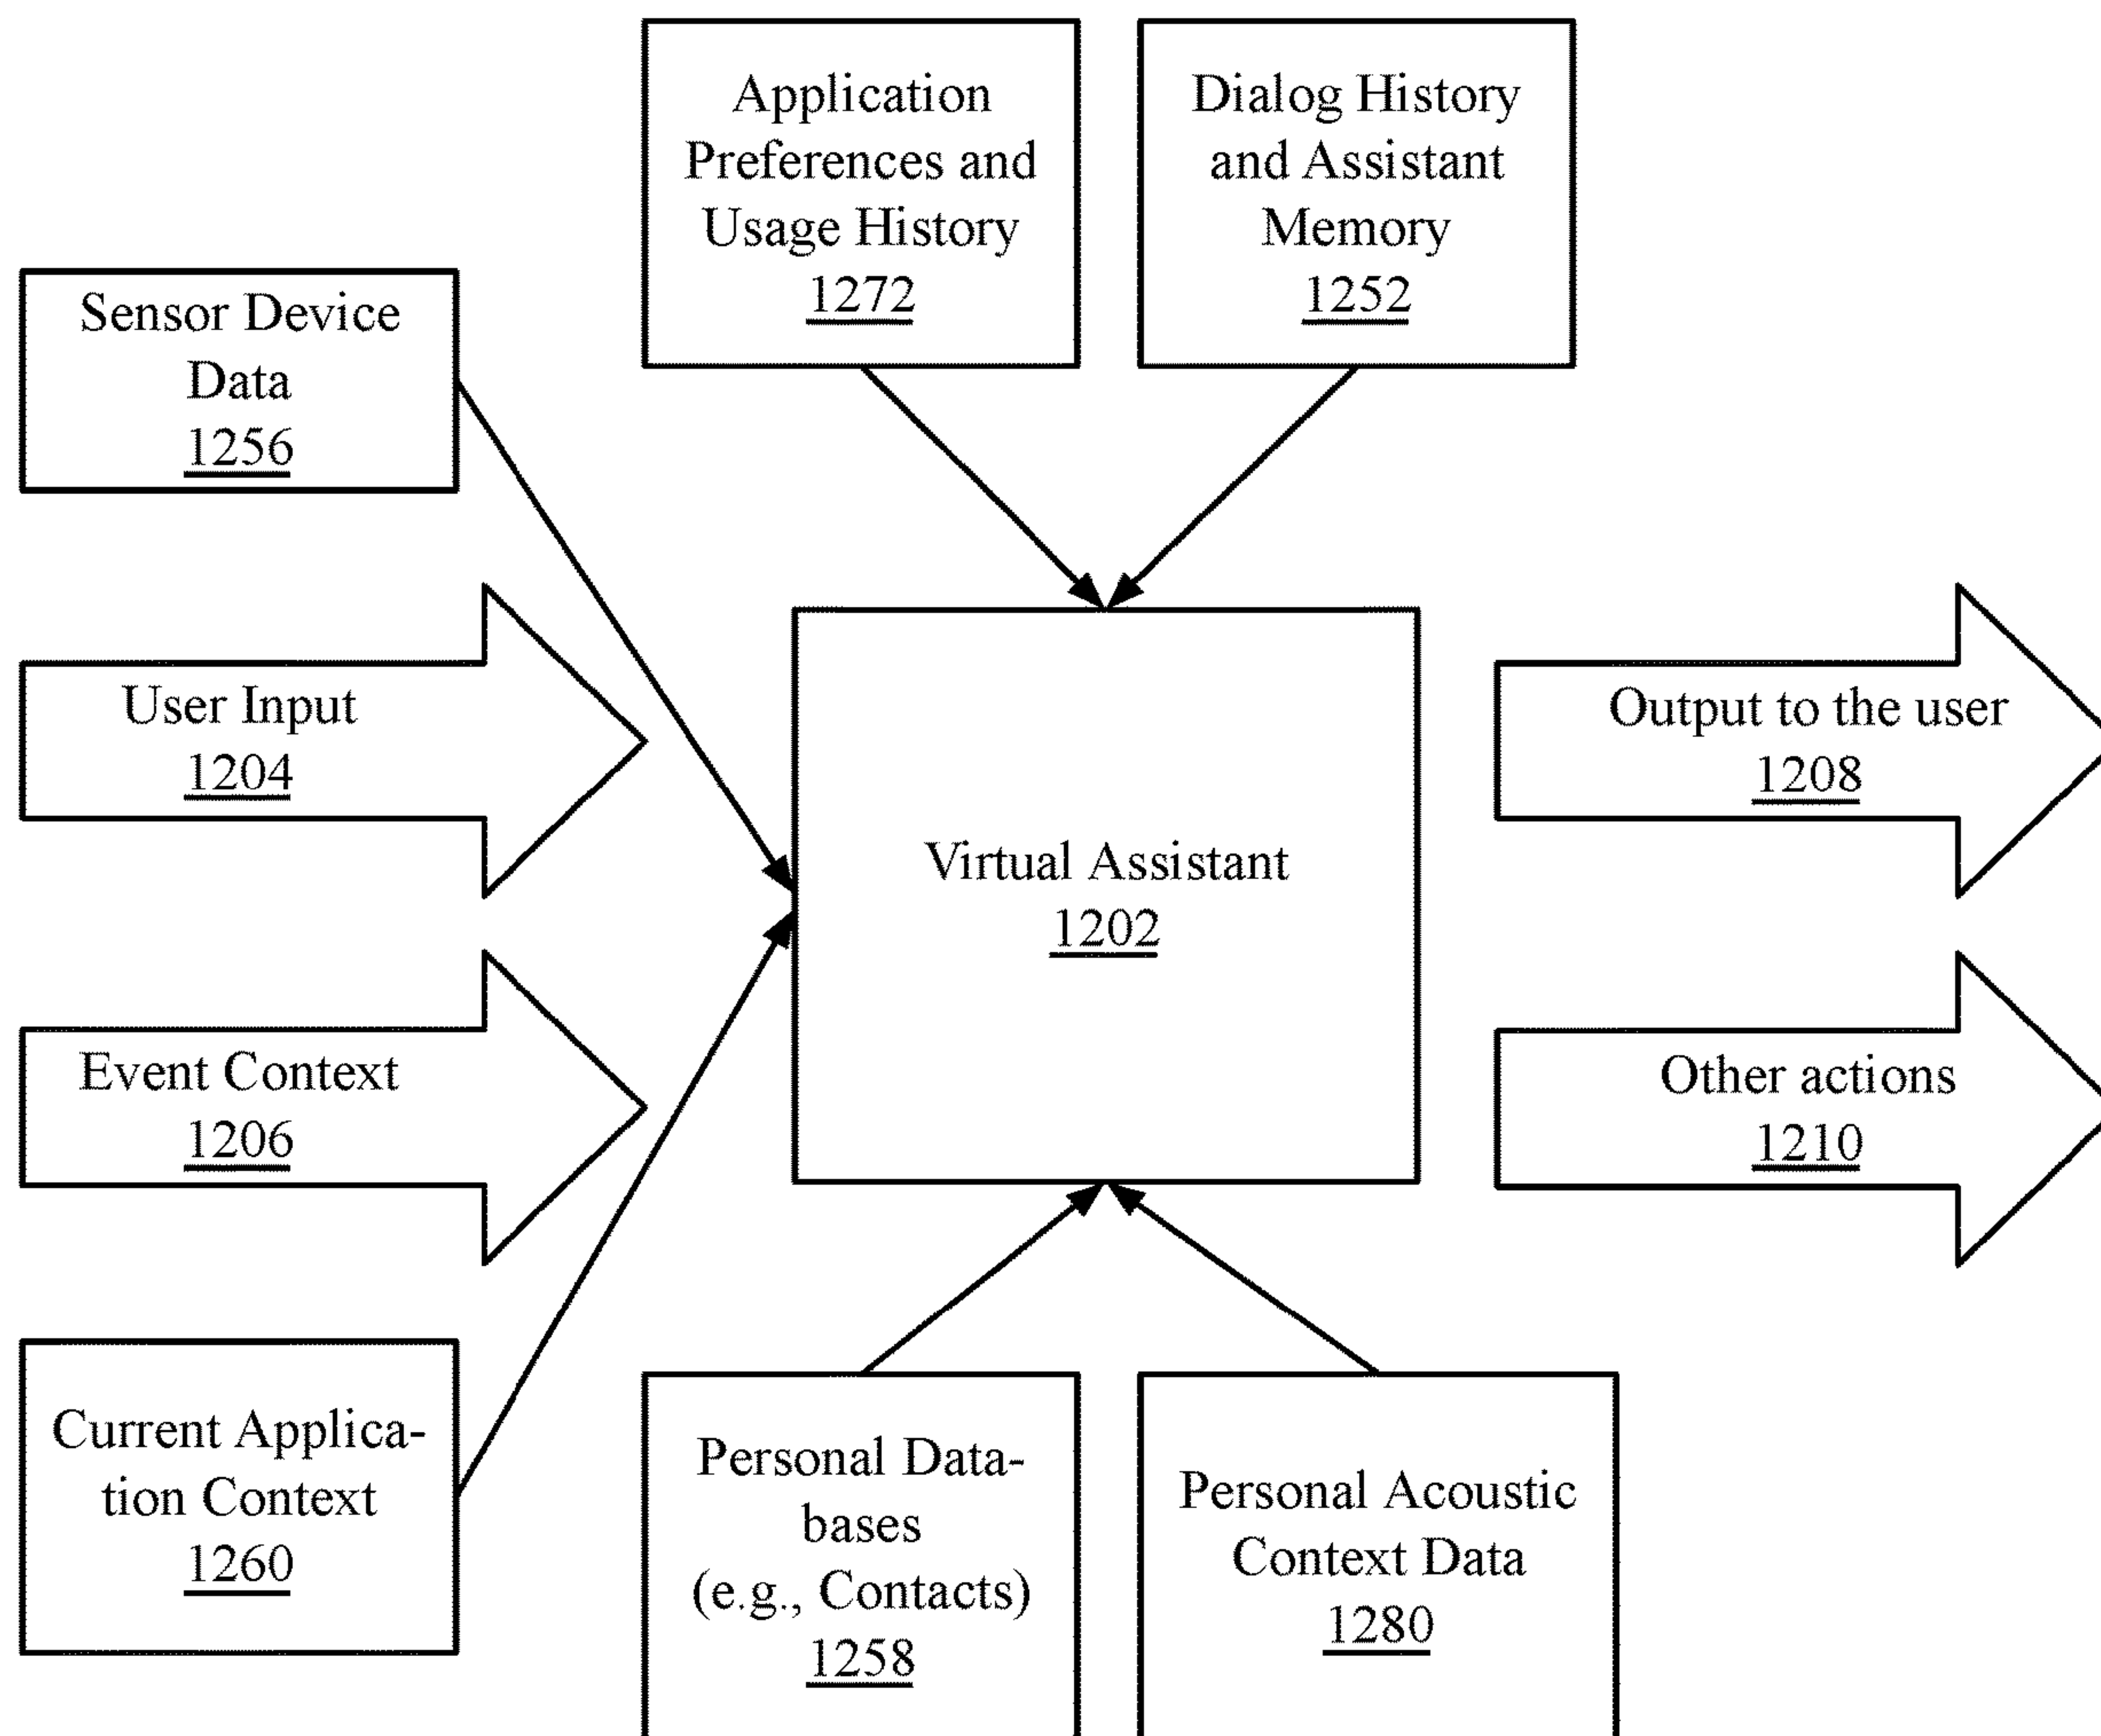 Application
Preferences and
Usage History
1272
Dialog History
and Assistant
Memory
1252
Sensor Device
Data
1256
User Input
1204
Event Context
1206
Current Applica-
tion Context
1260
Virtual Assistant
1202
Output to the user
1208
Other actions
1210
Personal Data-
bases
(e.g., Contacts)
1258
Personal Acoustic
Context Data
1280